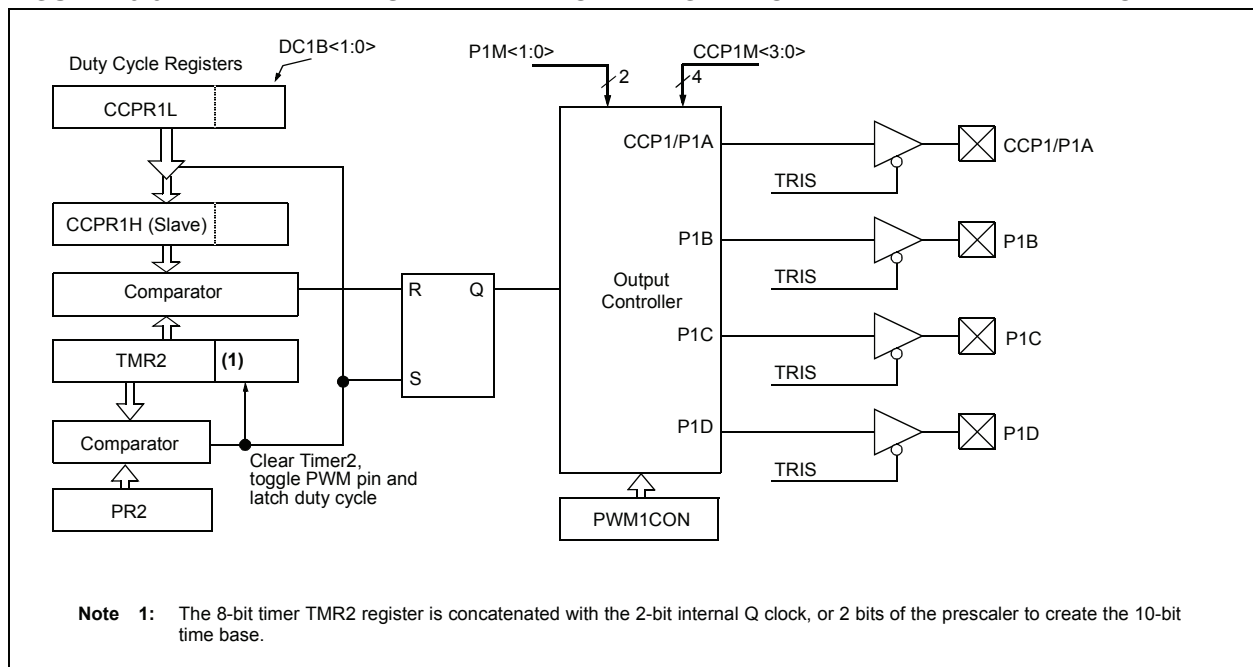 DC1B<1:0>
Duty Cycle Registers
CCPR1L
CCPR1H (Slave)
Comparator
TMR2
(1)
Comparator
PR2
Clear Timer2,
toggle PWM pin and
latch duty cycle
R
Q
S
P1M<1:0>
2
CCP1M<3:0>
4
CCP1/P1A
P1B
Output
Controller
P1C
P1D
PWM1CON
TRIS
CCP1/P1A
TRIS
P1B
TRIS
P1C
TRIS
P1D
Note 1: The 8-bit timer TMR2 register is concatenated with the 2-bit internal Q clock, or 2 bits of the prescaler to create the 10-bit
time base.